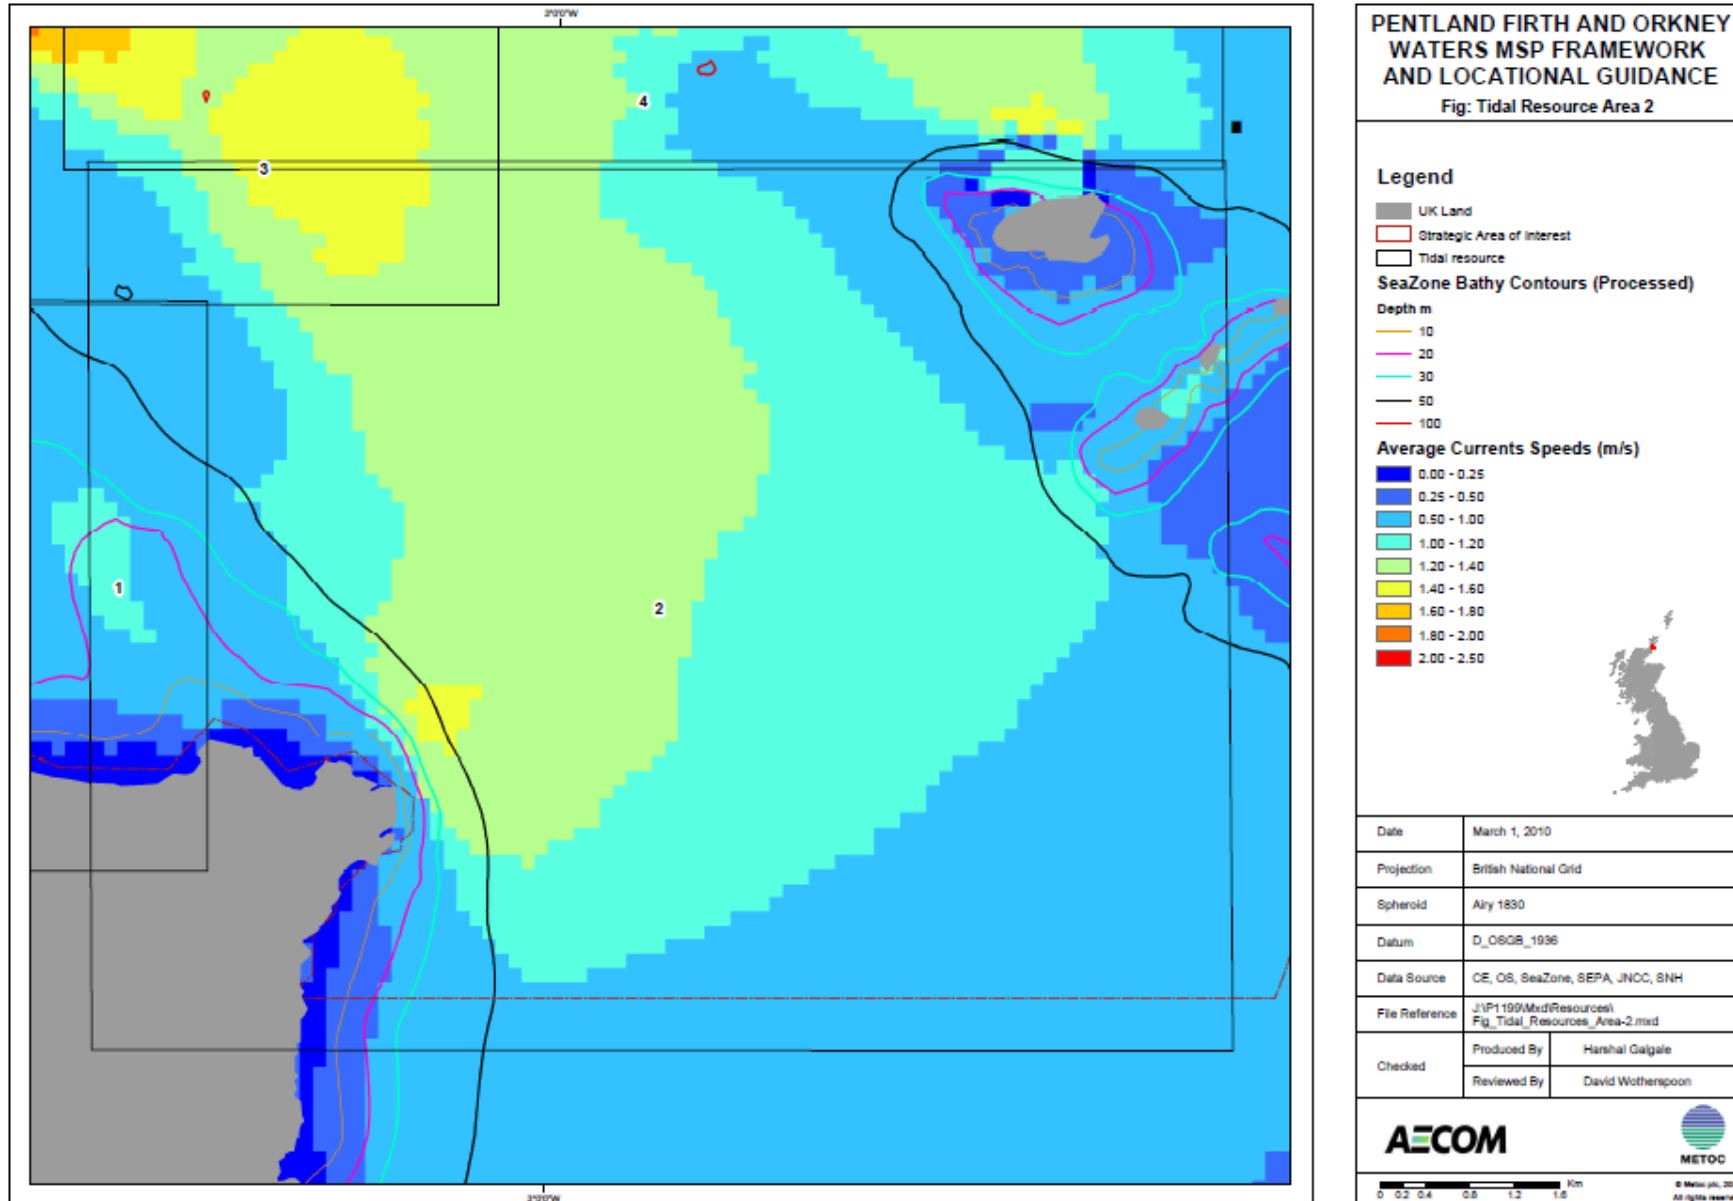 3°0'0"W
4
3
1
2
3°0'0"W
PENTLAND FIRTH AND ORKNEY
WATERS MSP FRAMEWORK
AND LOCATIONAL GUIDANCE
Fig: Tidal Resource Area 2
Legend
UK Land
Strategic Area of Interest
Tidal resource
SeaZone Bathy Contours (Processed)
Depth m
10
20
30
50
100
Average Currents Speeds (m/s)
0.00 - 0.25
0.25 - 0.50
0.50 - 1.00
1.00 - 1.20
1.20 - 1.40
1.40 - 1.60
1.60 - 1.80
1.80 - 2.00
2.00 - 2.50
Date March 1, 2010
Projection British National Grid
Spheroid Airy 1830
Datum D_OSGB_1936
Data Source CE, OS, SeaZone, SEPA, JNCC, SNH
File Reference J:\P1199\Mxd\Resources\
Fig_Tidal_Resources_Area-2.mxd
Checked
Produced By Harshal Galgale
Reviewed By David Wotherspoon
AECOM
METOC
Km
0 0.2 0.4 0.8 1.2 1.6
© Metoc plc, 20
All rights reserv